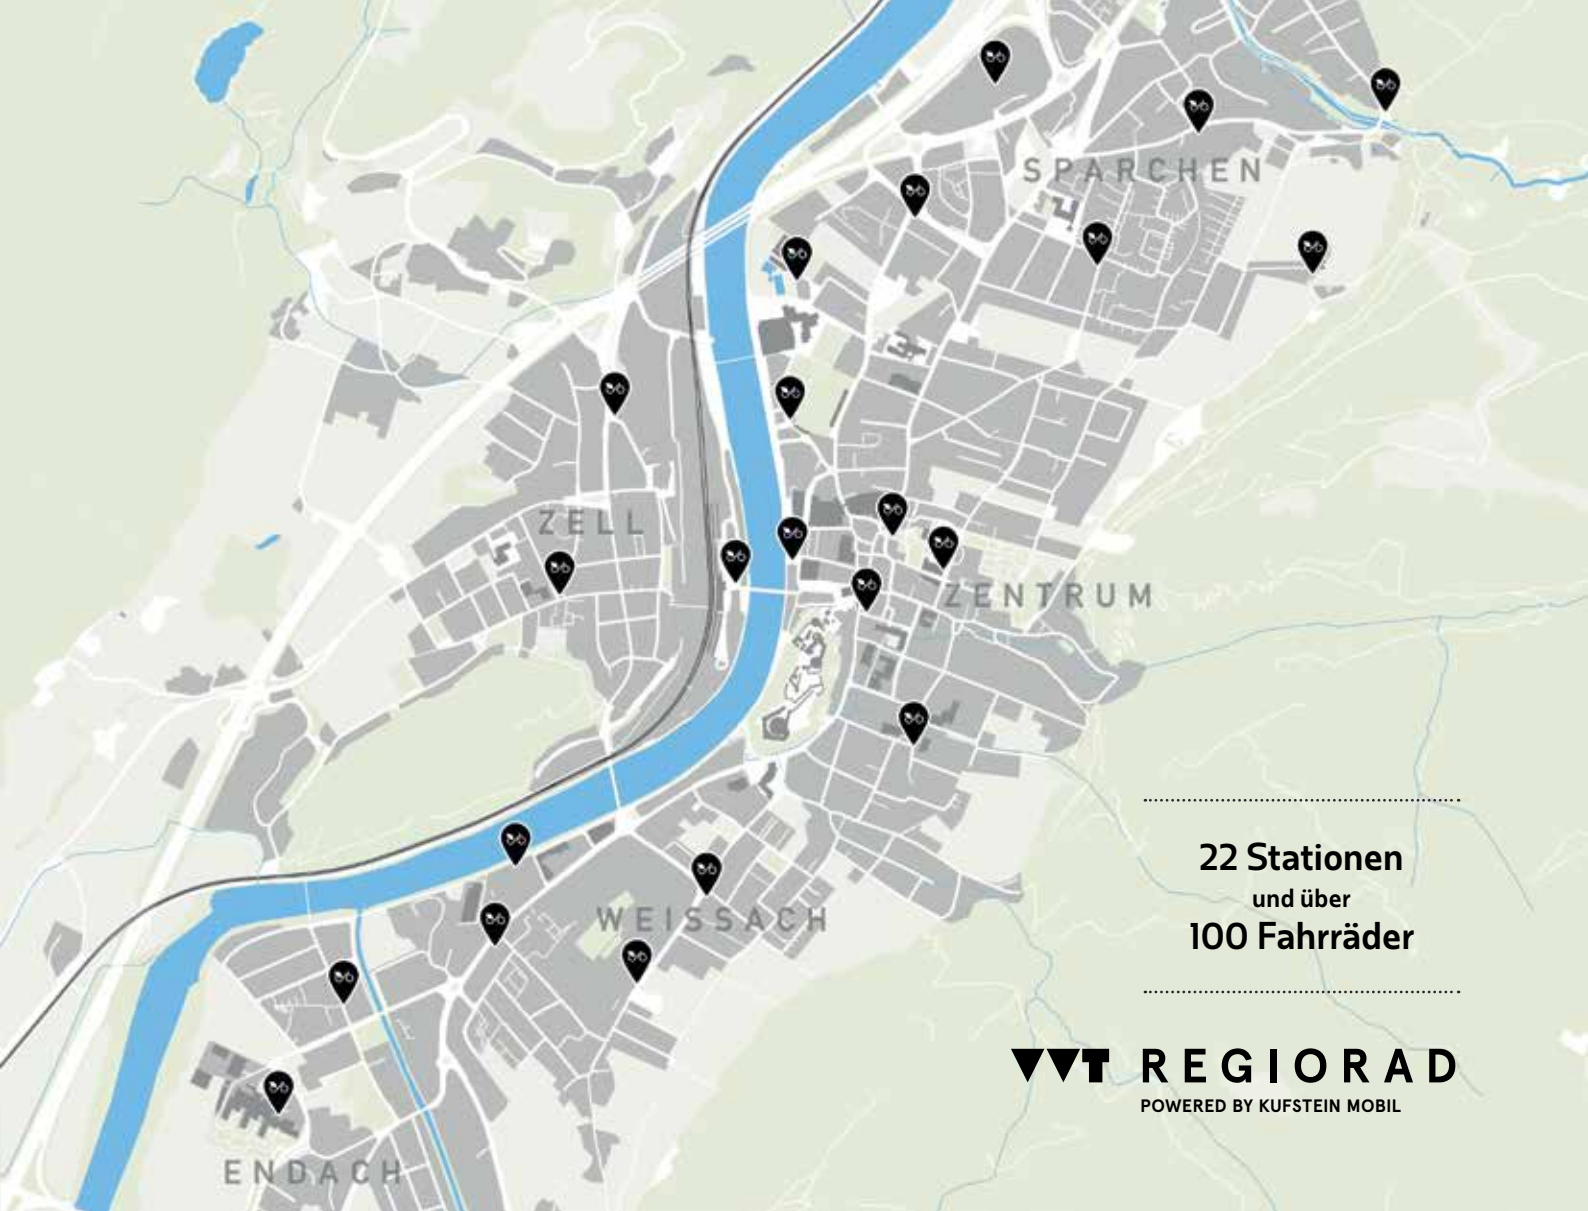 SPARCHEN
ZELL
ZENTRUM
22 Stationen
und über
100 Fahrräder
WEISSACH
VVT REGIORAD
POWERED BY KUFSTEIN MOBIL
ENDACH